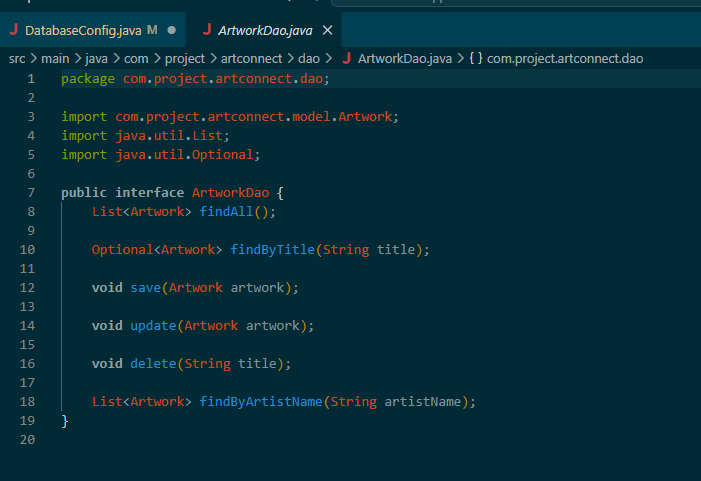 DatabaseConfig.java M
ArtworkDao.java
src > main > java > com > project > artconnect > dao > ArtworkDao.java > { } com.project.artconnect.dao
1 package com.project.artconnect.dao;
2
3 import com.project.artconnect.model.Artwork;
4 import java.util.List;
5 import java.util.Optional;
6
7 public interface ArtworkDao {
8     List<Artwork> findAll();
9
10     Optional<Artwork> findByTitle(String title);
11
12     void save(Artwork artwork);
13
14     void update(Artwork artwork);
15
16     void delete(String title);
17
18     List<Artwork> findByArtistName(String artistName);
19 }
20